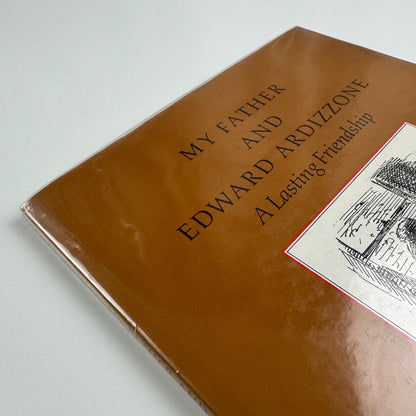 MY FATHER
AND
EDWARD ARDIZZONE
A Lasting Friendship